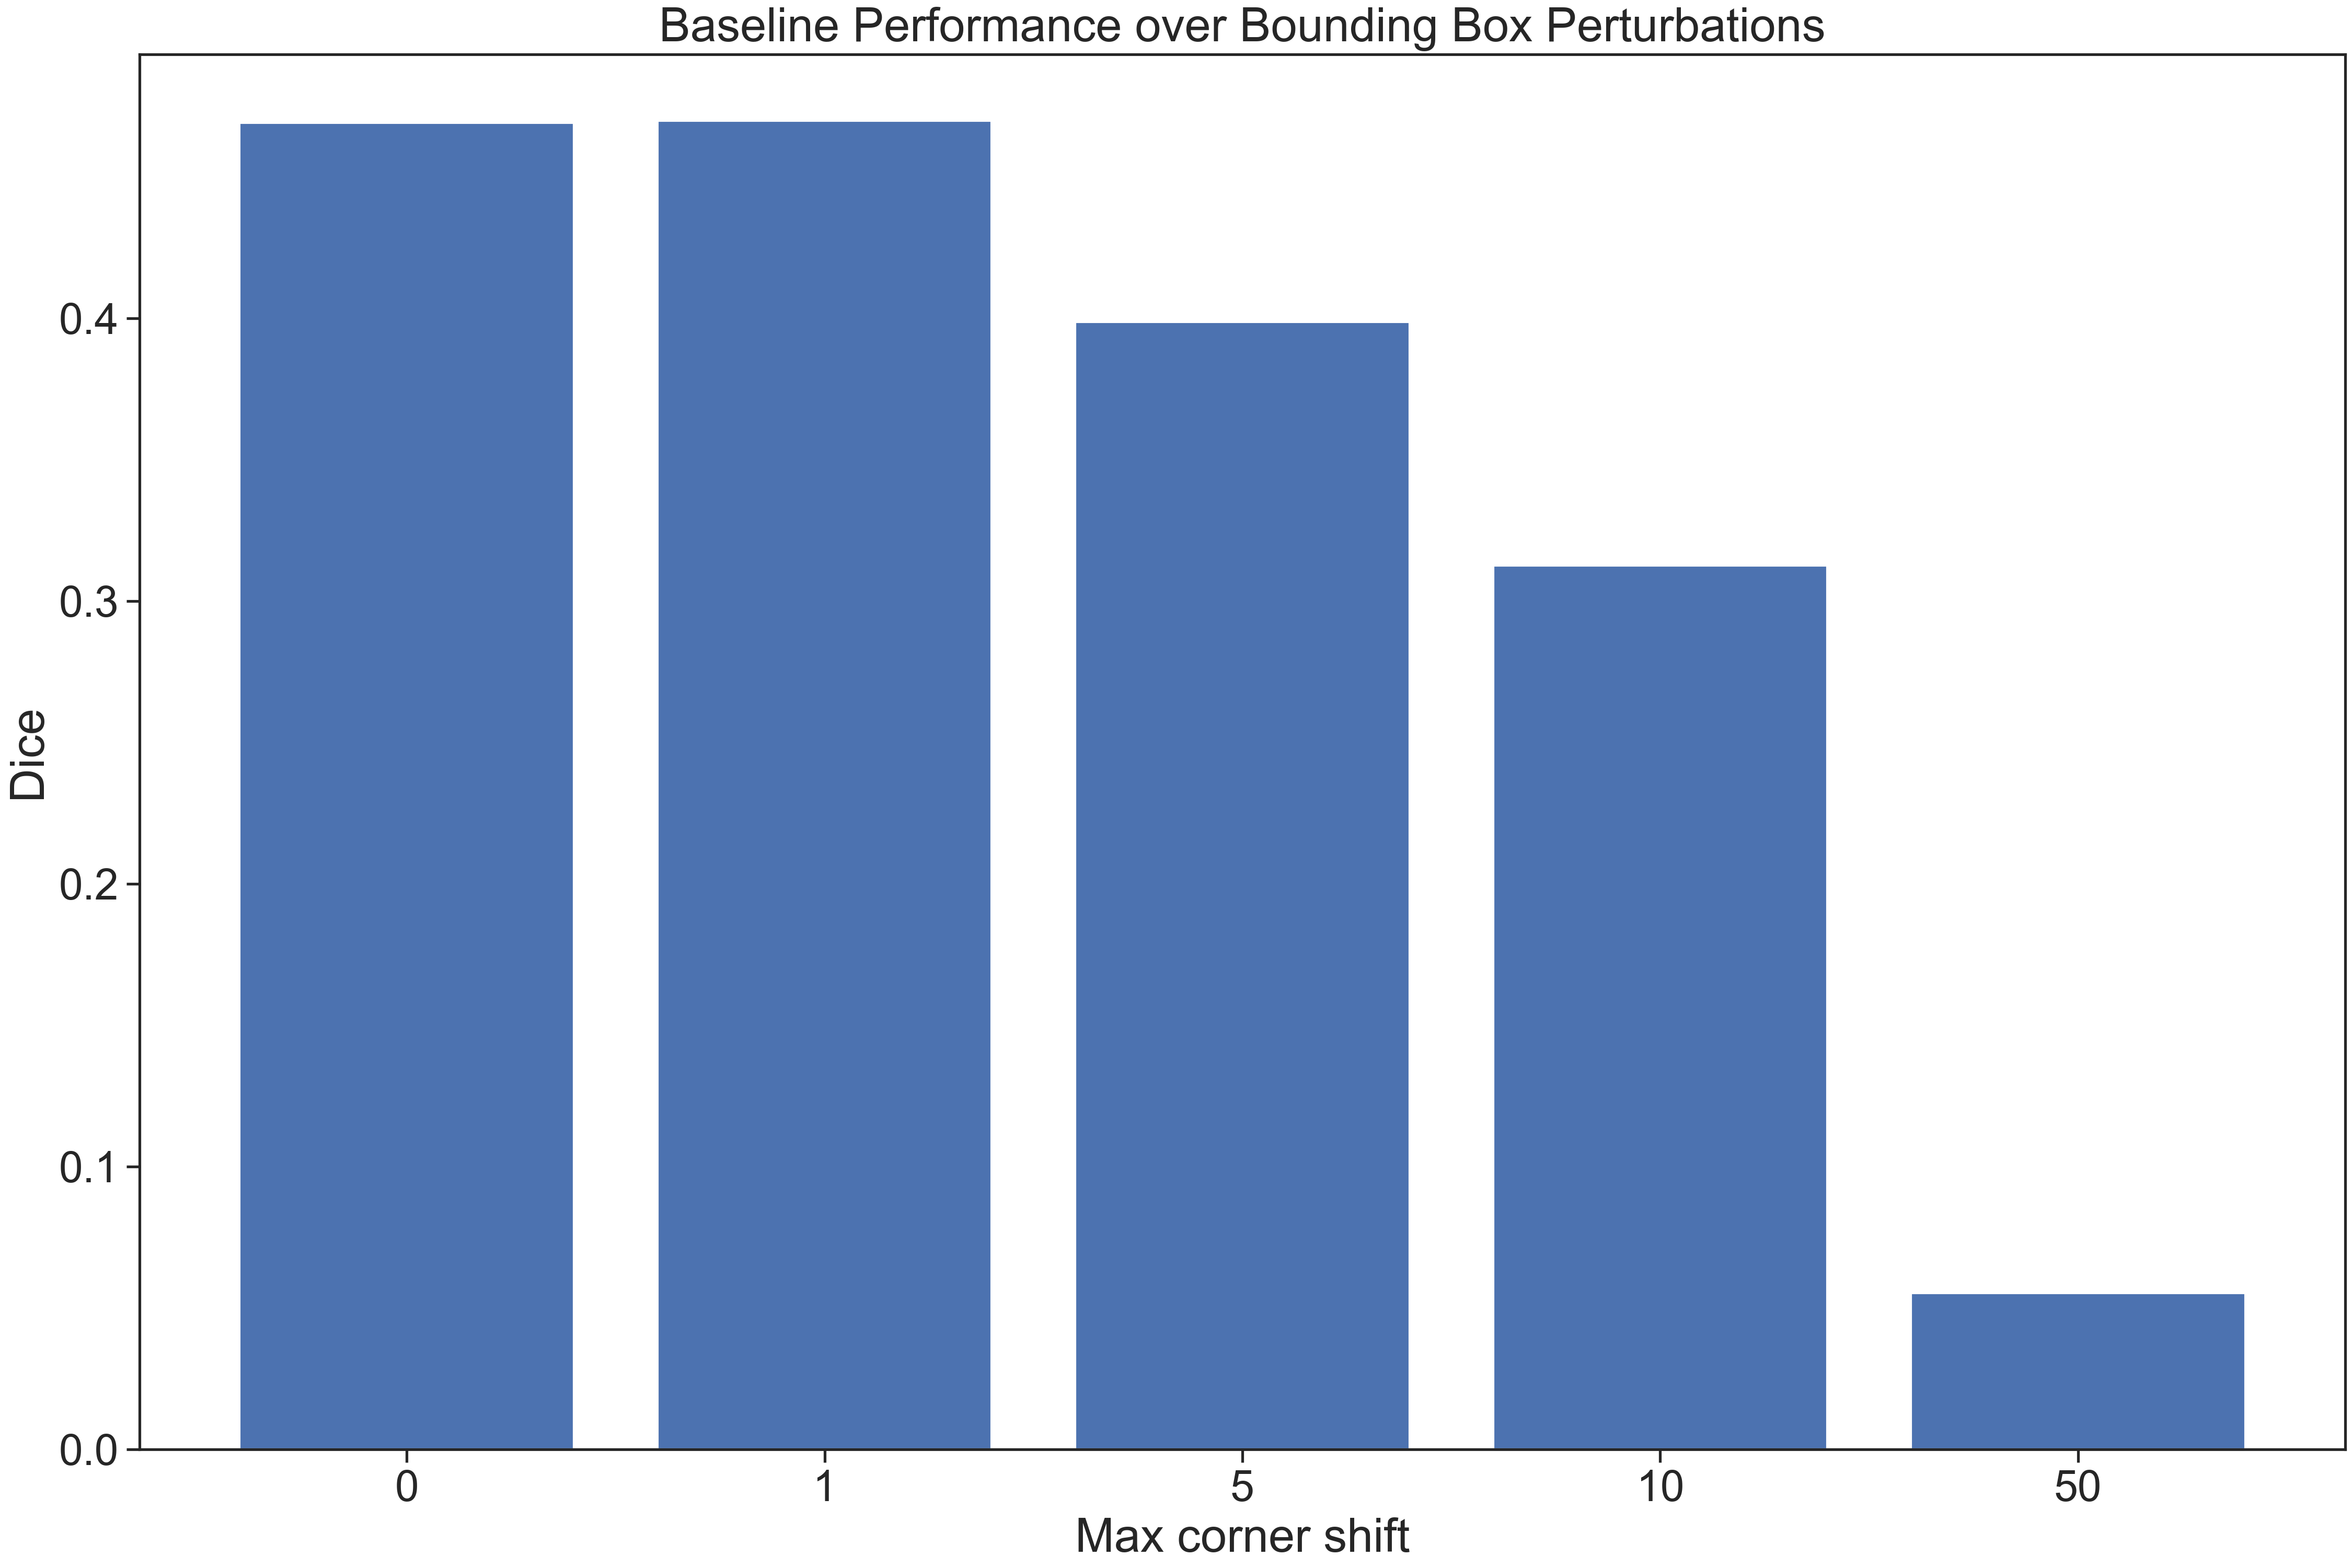 Baseline Performance over Bounding Box Perturbations
0.4
0.3
0.2
0.1
0.0
Dice
0 1 5 10 50
Max corner shift